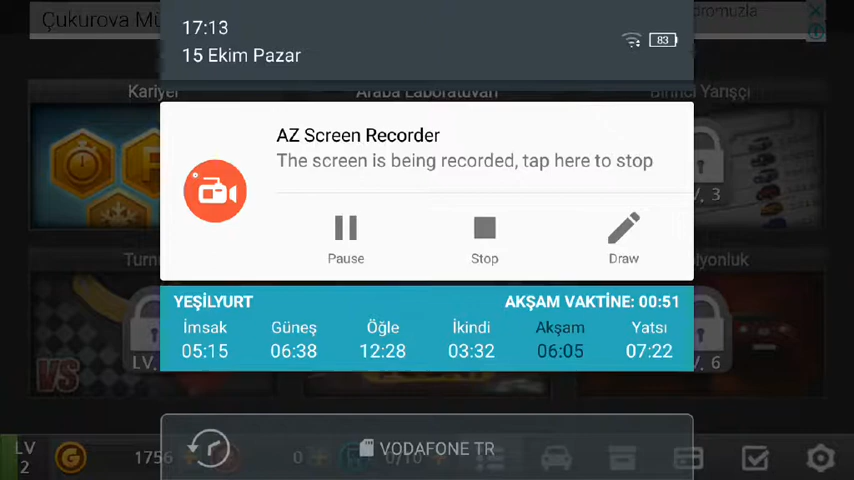 Çukurova Mü
17:13
83
15 Ekim Pazar
Kariyer
Araba Laboratuvarı
Birinci Yarışçı
AZ Screen Recorder
The screen is being recorded, tap here to stop
Pause
Stop
Draw
LV. 3
YEŞİLYURT
AKŞAM VAKTİNE: 00:51
İmsak Güneş Öğle İkindi Akşam Yatsı
05:15 06:38 12:28 03:32 06:05 07:22
LV.
VS
. 6
VODAFONE TR
LV
2
G
1756
0
0/10